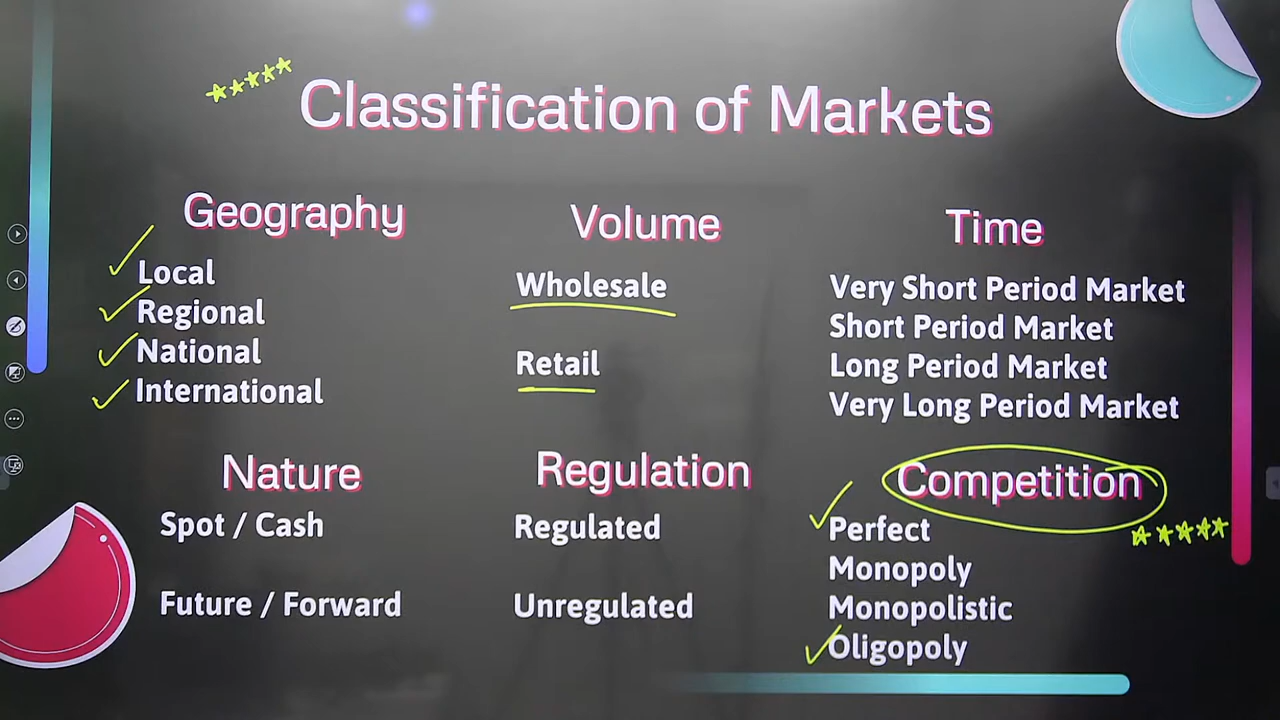 Classification of Markets
Geography
Local
Regional
National
International
Volume
Wholesale
Retail
Time
Very Short Period Market
Short Period Market
Long Period Market
Very Long Period Market
Nature
Spot / Cash
Future / Forward
Regulation
Regulated
Unregulated
Competition
Perfect
Monopoly
Monopolistic
Oligopoly